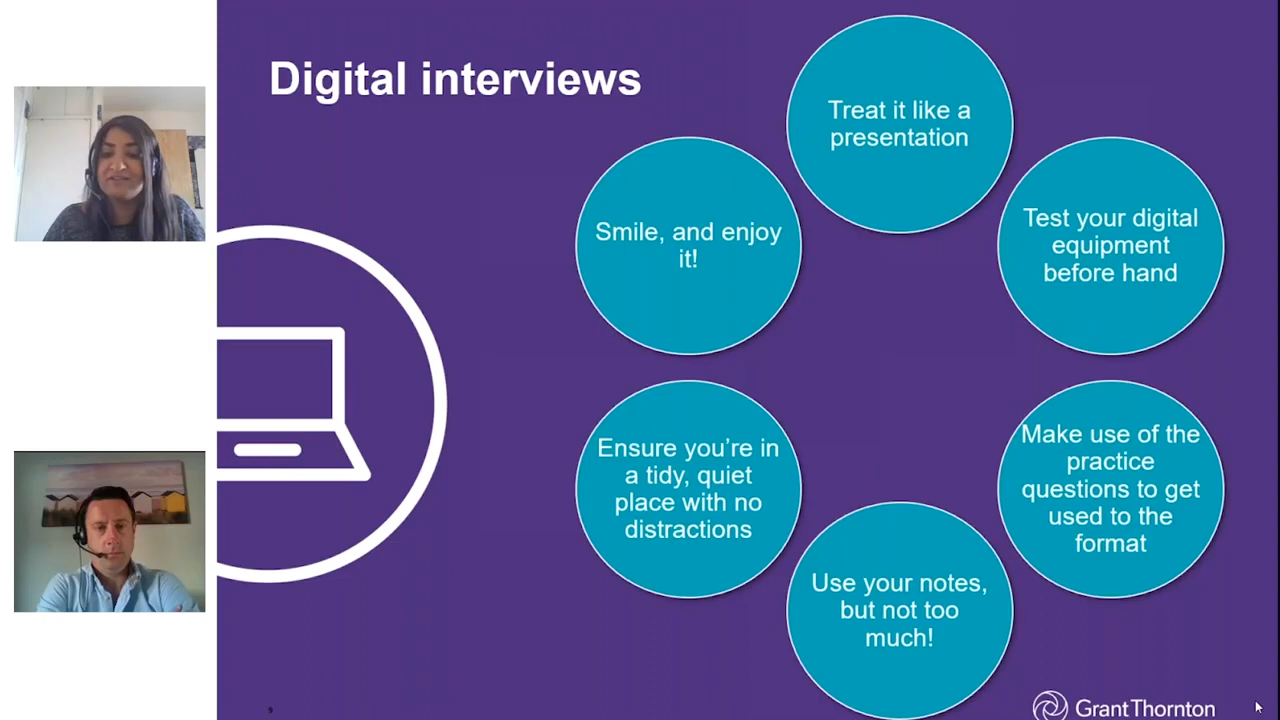 Digital interviews
Treat it like a
presentation
Test your digital
equipment
before hand
Make use of the
practice
questions to get
used to the
format
Use your notes,
but not too
much!
Ensure you’re in
a tidy, quiet
place with no
distractions
Smile, and enjoy
it!
9
GrantThornton